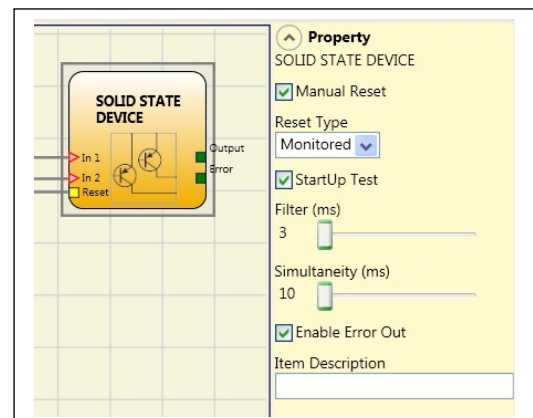 SOLID STATE
DEVICE
In 1
In 2
Reset
Output
Error
Property
SOLID STATE DEVICE
Manual Reset
Reset Type
Monitored
StartUp Test
Filter (ms)
3
Simultaneity (ms)
10
Enable Error Out
Item Description